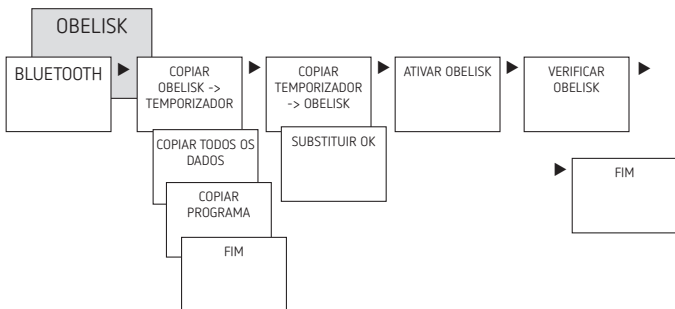 OBELISK
BLUETOOTH
COPIAR
OBELISK ->
TEMPORIZADOR
COPIAR TODOS OS
DADOS
COPIAR
PROGRAMA
FIM
COPIAR
TEMPORIZADOR
-> OBELISK
SUBSTITUIR OK
ATIVAR OBELISK
VERIFICAR
OBELISK
FIM